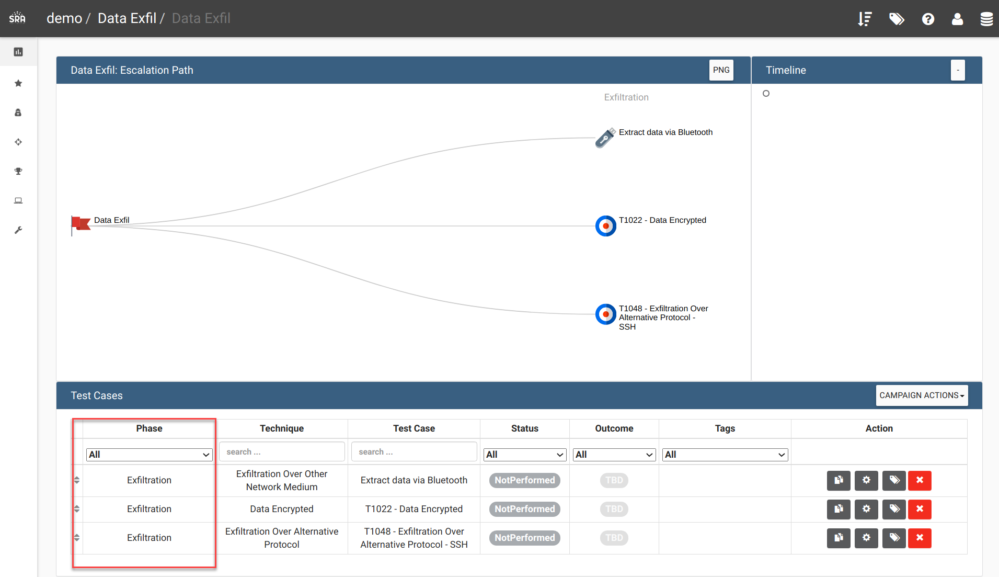 SRA
demo / Data Exfil / Data Exfil
Data Exfil: Escalation Path
PNG
Timeline
-
Exfiltration
Extract data via Bluetooth
Data Exfil
T1022 - Data Encrypted
T1048 - Exfiltration Over
Alternative Protocol -
SSH
Test Cases
CAMPAIGN ACTIONS
Phase Technique Test Case Status Outcome Tags Action
All search ... search ... All All All
Exfiltration Exfiltration Over Other Network Medium Extract data via Bluetooth NotPerformed TBD
Exfiltration Data Encrypted T1022 - Data Encrypted NotPerformed TBD
Exfiltration Exfiltration Over Alternative Protocol T1048 - Exfiltration Over Alternative Protocol - SSH NotPerformed TBD